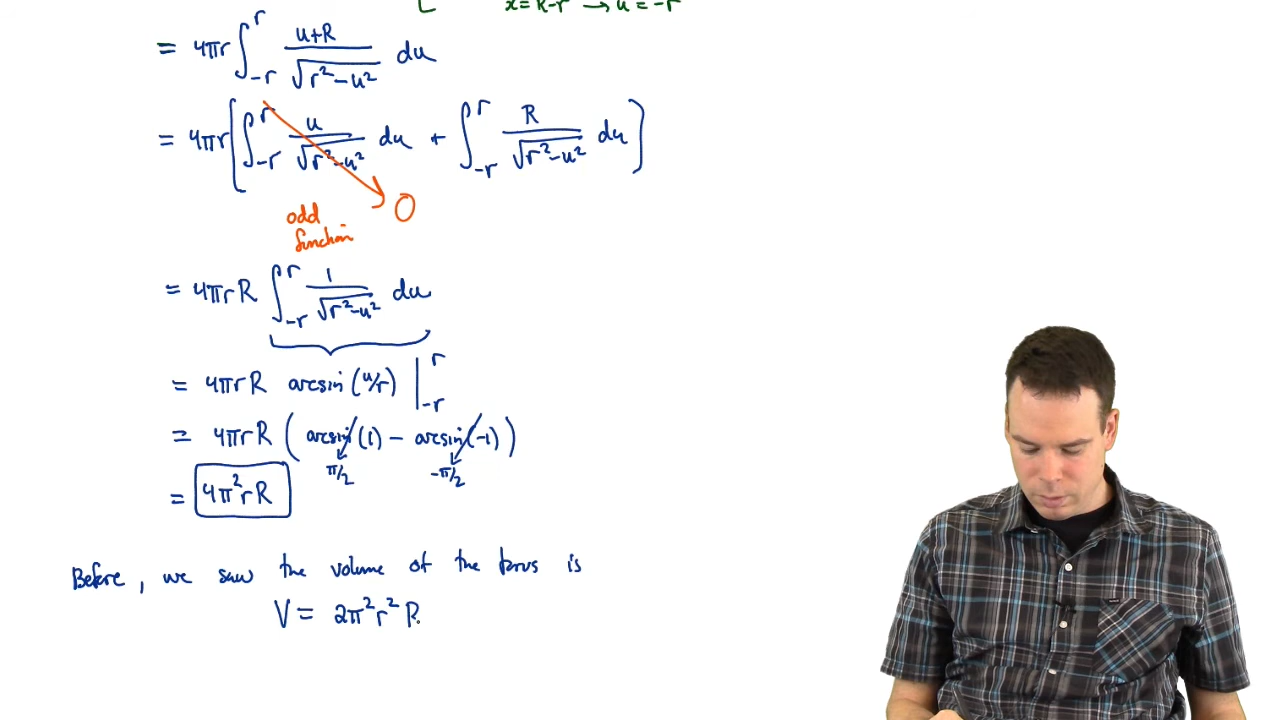 x = R-r → u = -r
= 4πr ∫_{-r}^{r} (u+R)/√(r²-u²) du
= 4πr [ ∫_{-r}^{r} u/√(r²-u²) du + ∫_{-r}^{r} R/√(r²-u²) du ]
0
odd
function
= 4πrR ∫_{-r}^{r} 1/√(r²-u²) du
= 4πrR arcsin(u/r) |_{-r}^{r}
= 4πrR ( arcsin(1) - arcsin(-1) )
π/2 -π/2
= 4π²rR
Before, we saw the volume of the torus is
V = 2π²r²R